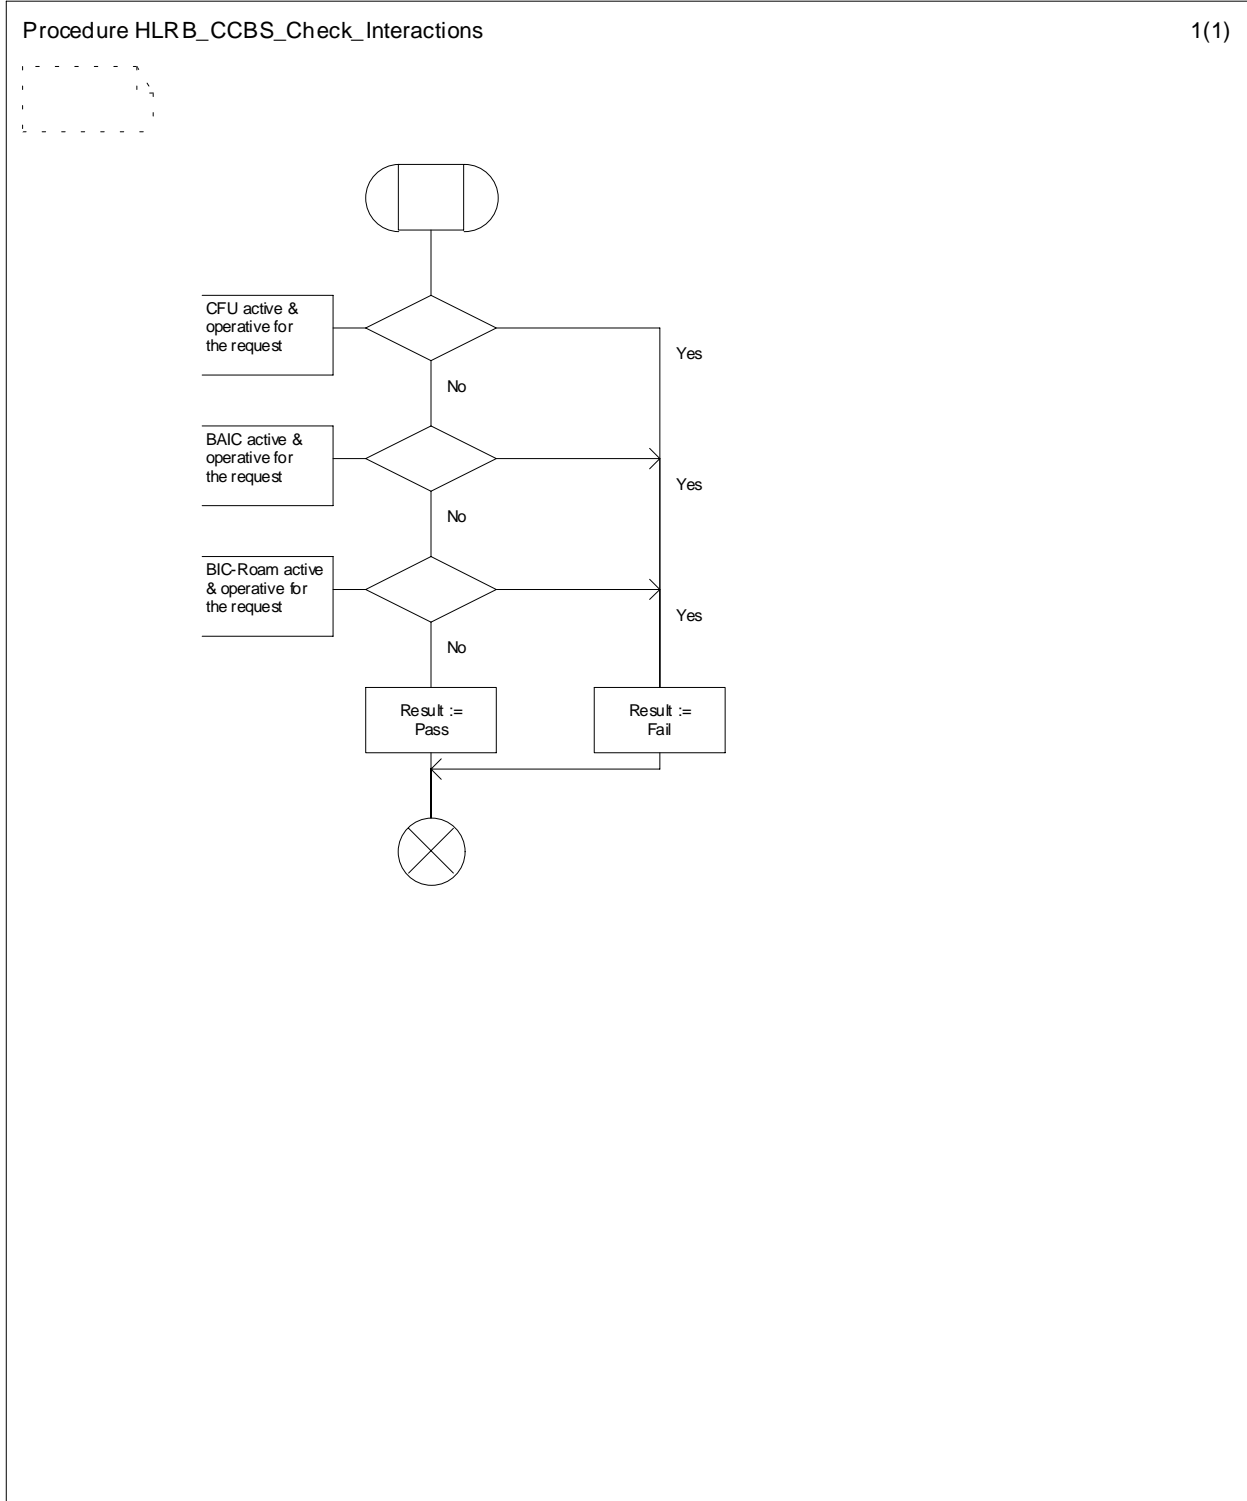 Procedure HLRB_CCBS_Check_Interactions
1(1)
CFU active &
operative for
the request
Yes
No
BAIC active &
operative for
the request
Yes
No
BIC-Roam active
& operative for
the request
Yes
No
Result :=
Pass
Result :=
Fail